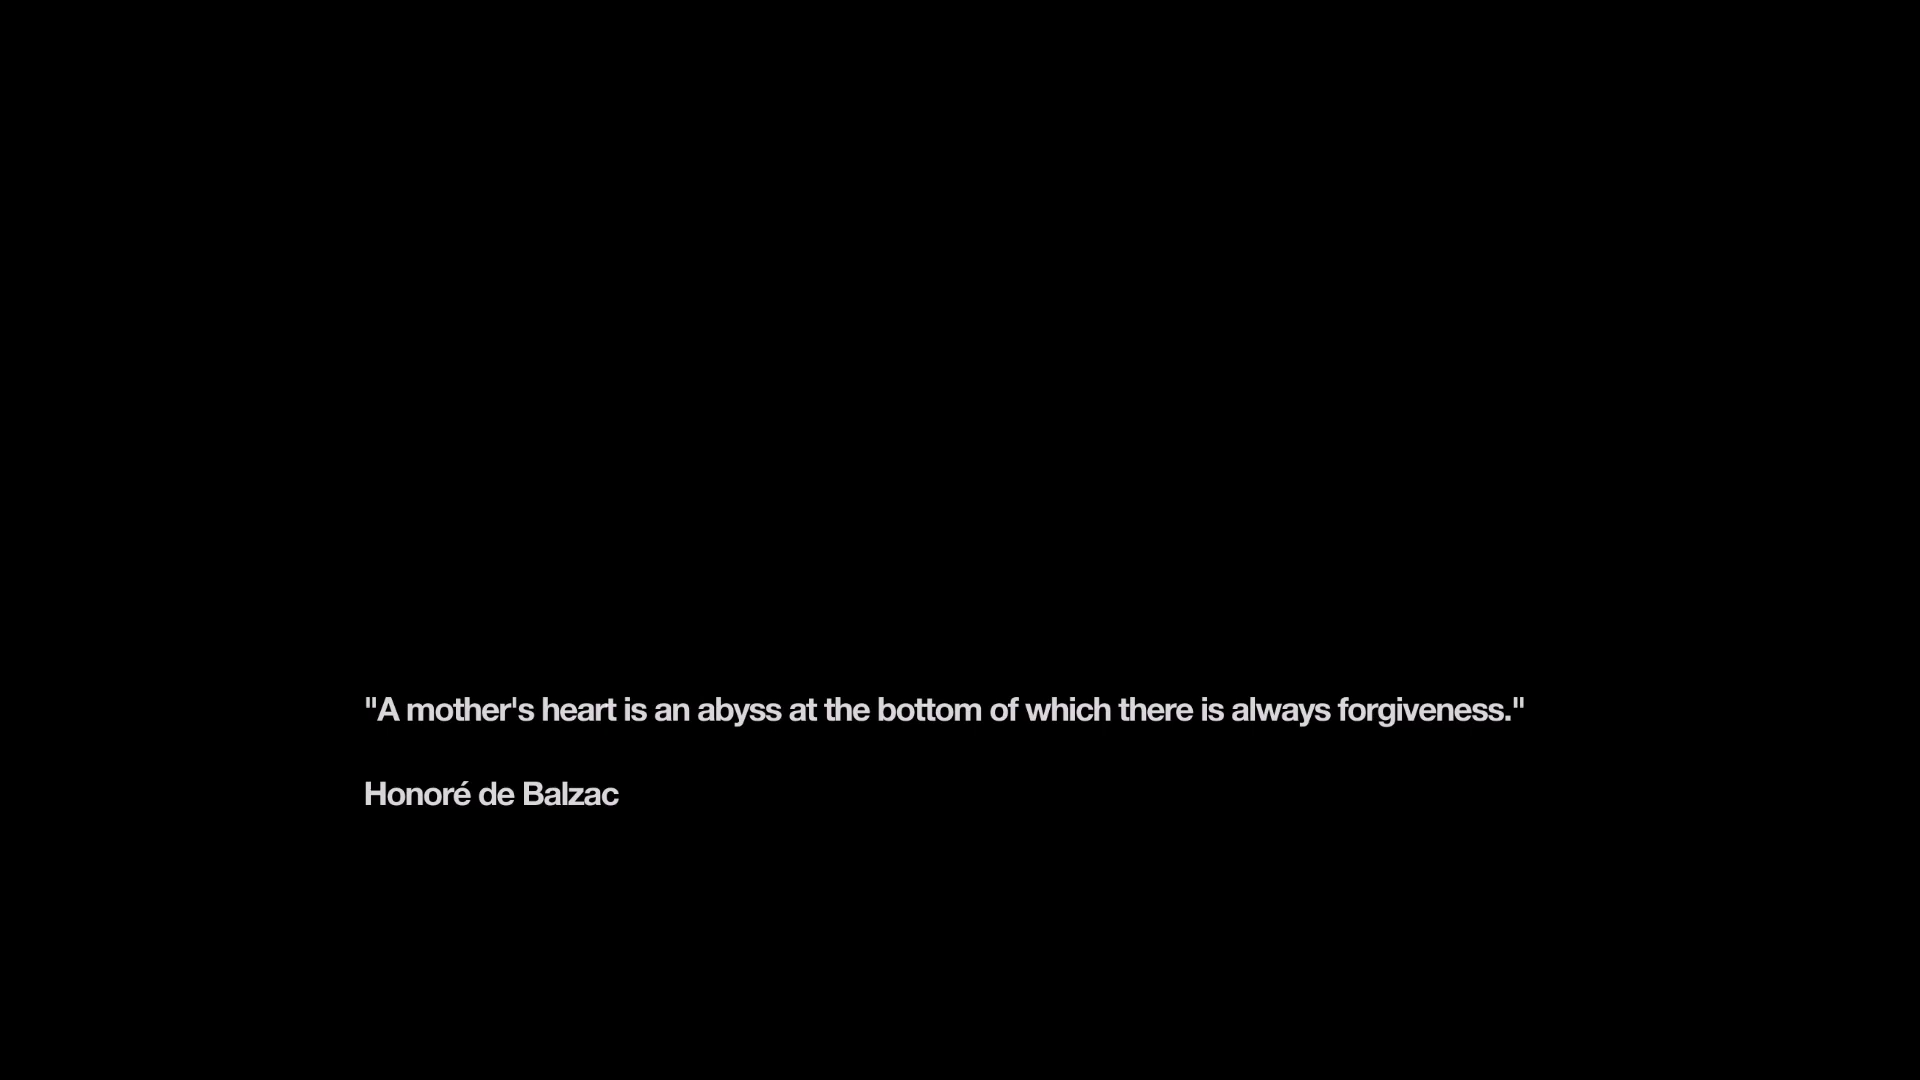 "A mother's heart is an abyss at the bottom of which there is always forgiveness."
Honoré de Balzac